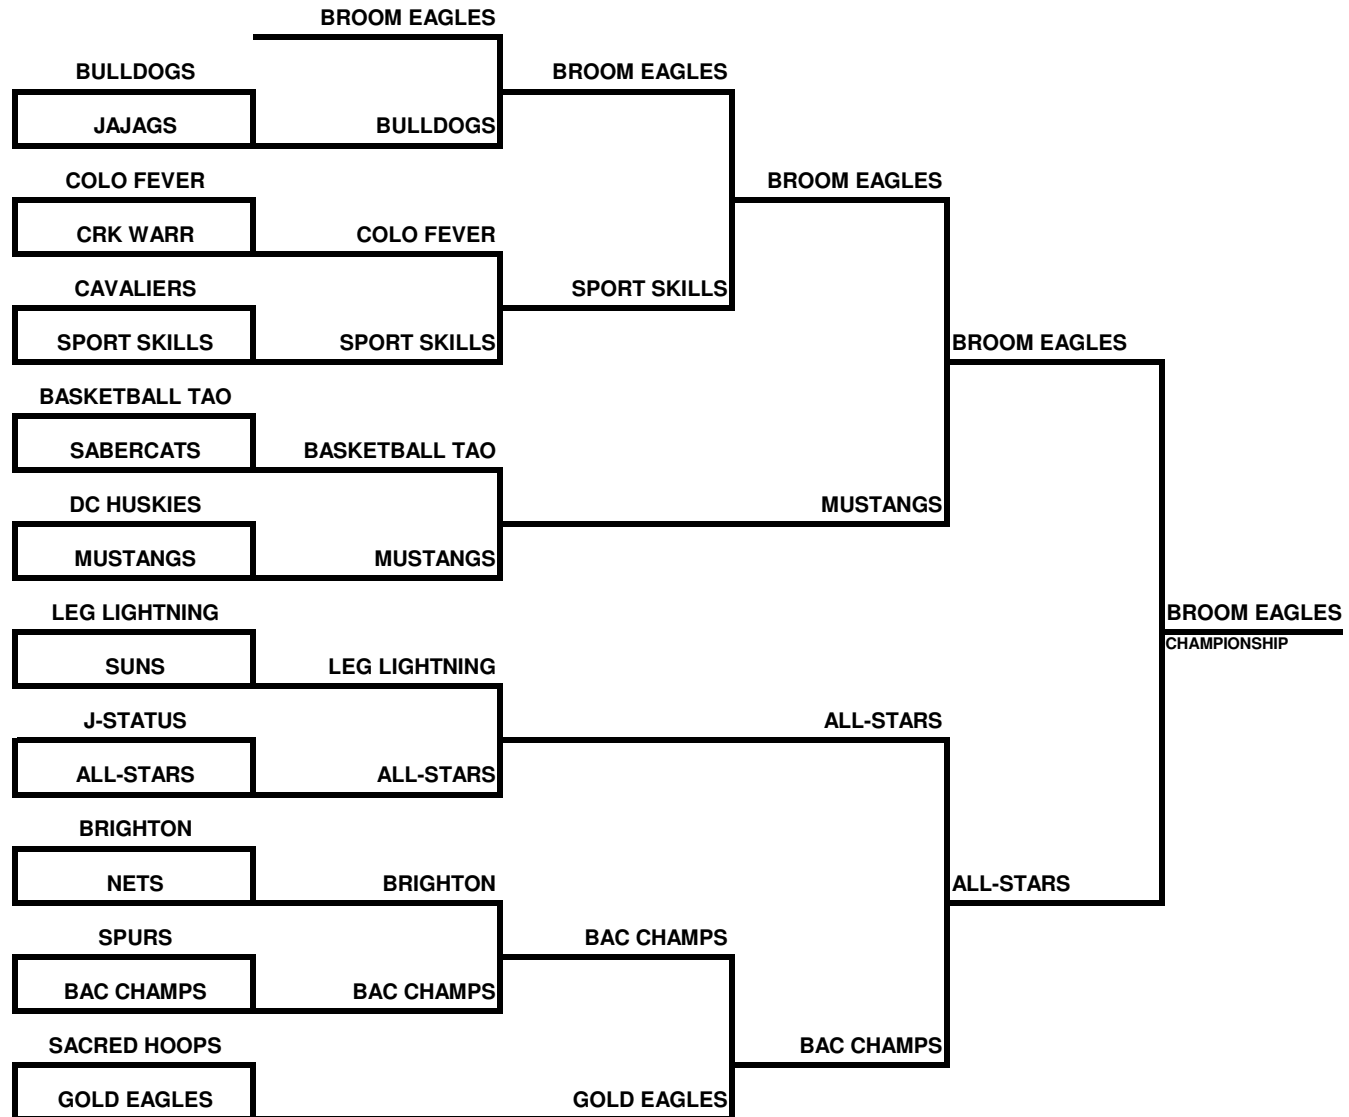 BROOM EAGLES
BULLDOGS BROOM EAGLES
JAJAGS BULLDOGS
COLO FEVER BROOM EAGLES
CRK WARR COLO FEVER
CAVALIERS SPORT SKILLS
SPORT SKILLS SPORT SKILLS BROOM EAGLES
BASKETBALL TAO
SABERCATS BASKETBALL TAO
DC HUSKIES MUSTANGS
MUSTANGS MUSTANGS
LEG LIGHTNING BROOM EAGLES
CHAMPIONSHIP
SUNS LEG LIGHTNING
J-STATUS ALL-STARS
ALL-STARS ALL-STARS
BRIGHTON
NETS BRIGHTON ALL-STARS
SPURS BAC CHAMPS
BAC CHAMPS BAC CHAMPS
SACRED HOOPS BAC CHAMPS
GOLD EAGLES GOLD EAGLES